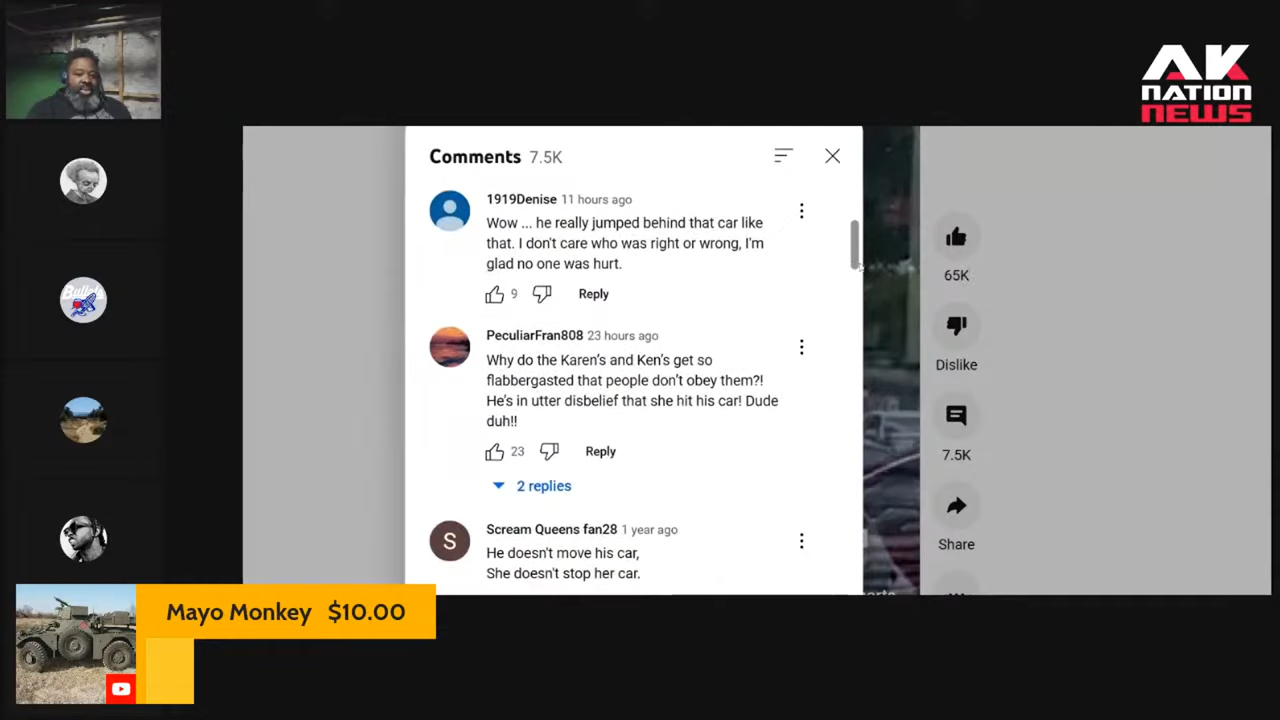 AK
NATION
NEWS
Comments 7.5K
1919Denise 11 hours ago
Wow ... he really jumped behind that car like
that. I don't care who was right or wrong, I'm
glad no one was hurt.
9 Reply
PeculiarFran808 23 hours ago
Why do the Karen's and Ken's get so
flabbergasted that people don't obey them?!
He's in utter disbelief that she hit his car! Dude
duh!!
23 Reply
2 replies
S
Scream Queens fan28 1 year ago
He doesn't move his car,
She doesn't stop her car.
65K
Dislike
7.5K
Share
Bullets
Mayo Monkey $10.00